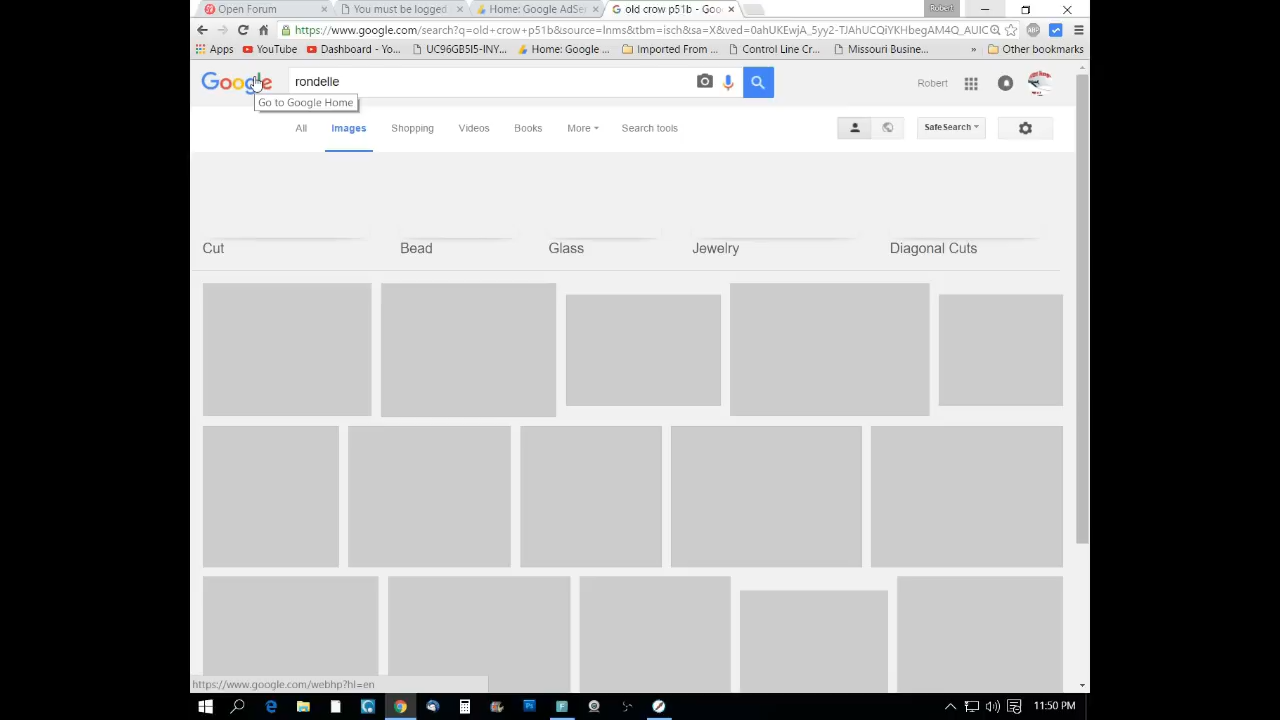 Open Forum
You must be logged
Home: Google AdSer
old crow p51b - Goo
Robert
https://www.google.com/search?q=old+crow+p51b&source=lnms&tbm=isch&sa=X&ved=0ahUKEwjA_5yy2-TJAhUCQiYKHbegAM4Q_AUIC
Apps
YouTube
Dashboard - Yo...
UC96GB5I5-INY...
Home: Google ...
Imported From ...
Control Line Cr...
Missouri Busine...
»
Other bookmarks
Google
rondelle
Robert
Go to Google Home
All
Images
Shopping
Videos
Books
More
Search tools
SafeSearch
Cut
Bead
Glass
Jewelry
Diagonal Cuts
https://www.google.com/webhp?hl=en
11:50 PM